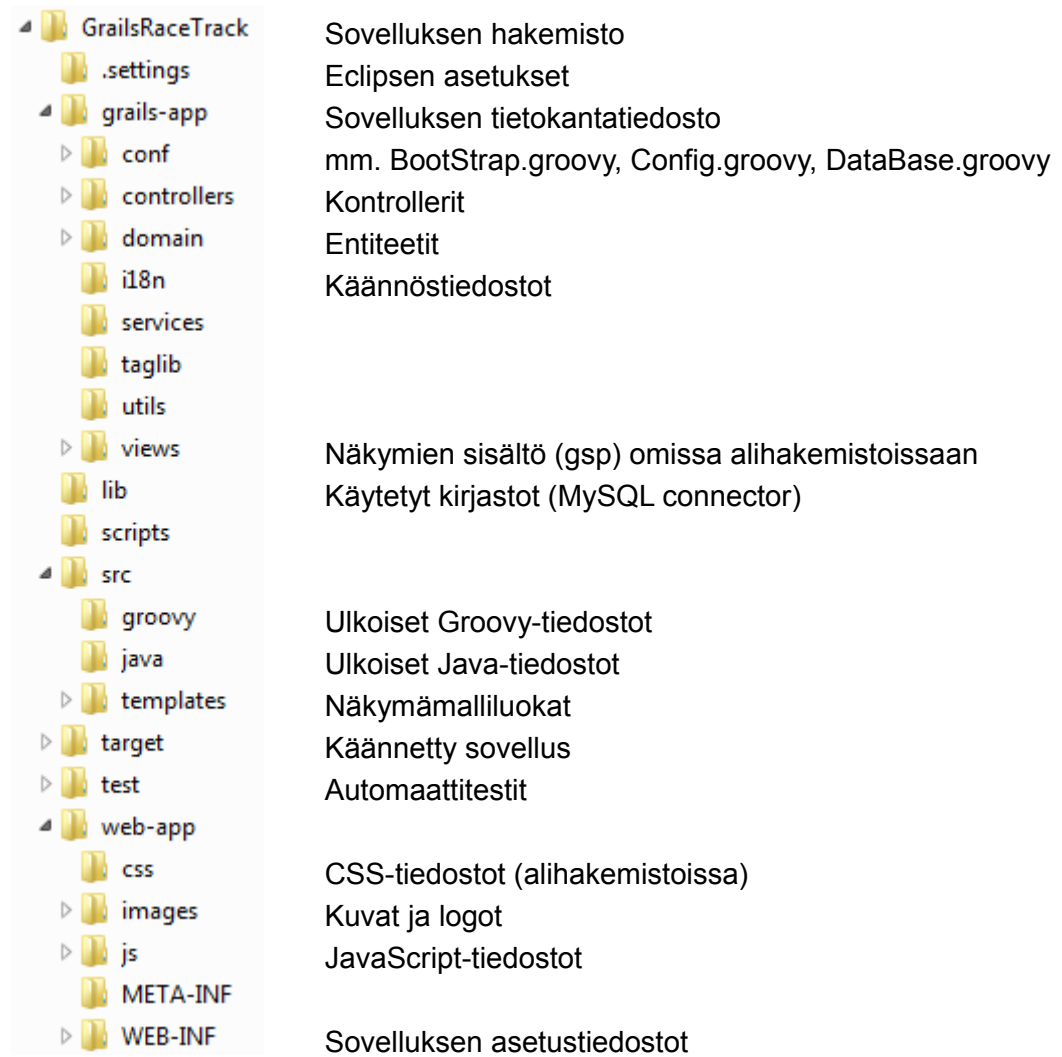 GrailsRaceTrack Sovelluksen hakemisto
.settings Eclipsen asetukset
grails-app Sovelluksen tietokantatiedosto
conf mm. BootStrap.groovy, Config.groovy, DataBase.groovy
controllers Kontrollerit
domain Entiteetit
i18n Käännöstiedostot
services
taglib
utils
views Näkymien sisältö (gsp) omissa alihakemistoissaan
lib Käytetyt kirjastot (MySQL connector)
scripts
src
groovy Ulkoiset Groovy-tiedostot
java Ulkoiset Java-tiedostot
templates Näkymämalliluokat
target Käännetty sovellus
test Automaattitestit
web-app
css CSS-tiedostot (alihakemistoissa)
images Kuvat ja logot
js JavaScript-tiedostot
META-INF
WEB-INF Sovelluksen asetustiedostot